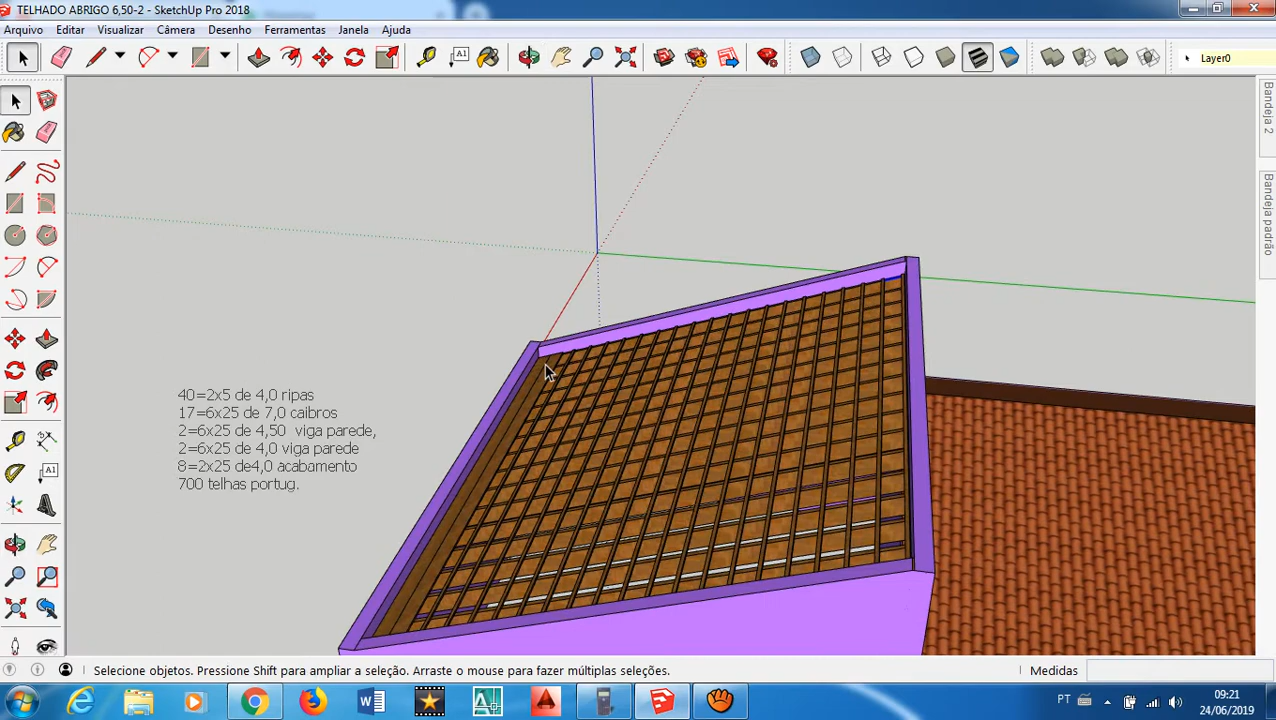 TELHADO ABRIGO 6,50-2 - SketchUp Pro 2018
Arquivo Editar Visualizar Câmera Desenho Ferramentas Janela Ajuda
A1
Layer0
Bandeja 2
Bandeja padrão
A1
40=2x5 de 4,0 ripas
17=6x25 de 7,0 caibros
2=6x25 de 4,50 viga parede,
2=6x25 de 4,0 viga parede
8=2x25 de4,0 acabamento
700 telhas portug.
Selecione objetos. Pressione Shift para ampliar a seleção. Arraste o mouse para fazer múltiplas seleções.
Medidas
PT
09:21
24/06/2019